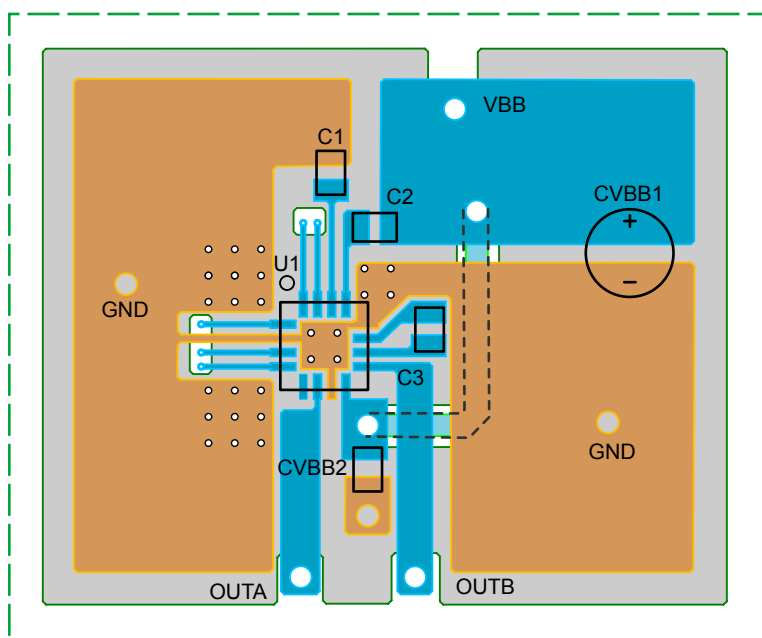 VBB
C1
C2
CVBB1
+
−
U1
GND
C3
GND
CVBB2
OUTA
OUTB